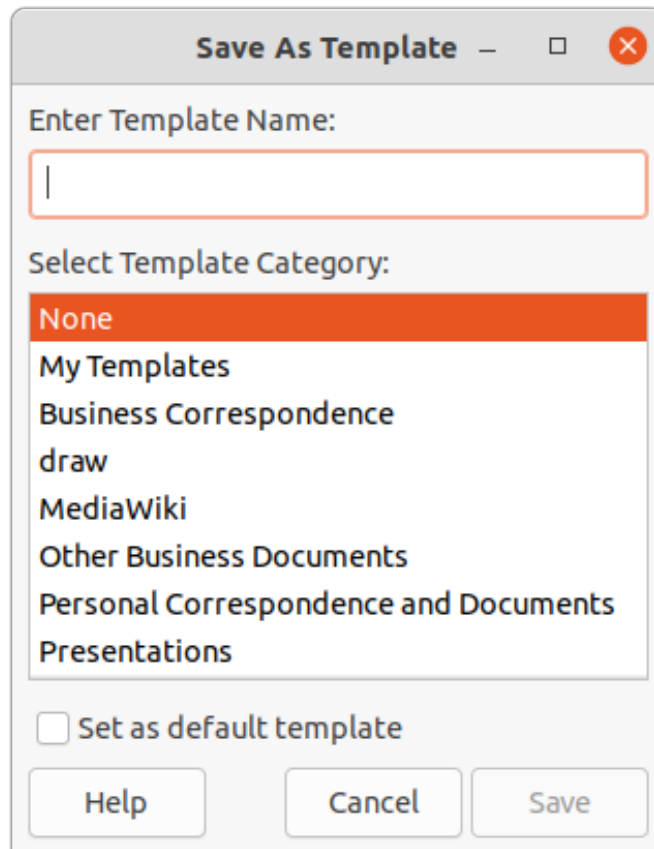 Save As Template
Enter Template Name:
Select Template Category:
None
My Templates
Business Correspondence
draw
MediaWiki
Other Business Documents
Personal Correspondence and Documents
Presentations
Set as default template
Help Cancel Save